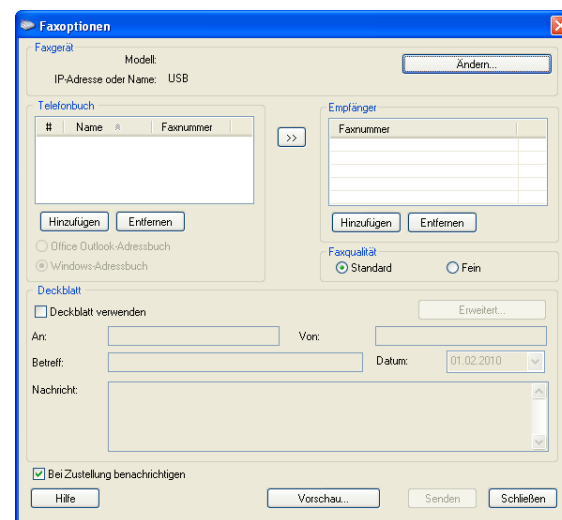 Faxoptionen
Faxgerät
Modell:
Ändern...
IP-Adresse oder Name: USB
Telefonbuch
# Name Faxnummer
>>
Empfänger
Faxnummer
Hinzufügen Entfernen
Hinzufügen Entfernen
Office Outlook-Adressbuch
Windows-Adressbuch
Faxqualität
Standard Fein
Deckblatt
Deckblatt verwenden
Erweitert...
An: Von:
Betreff: Datum: 01.02.2010
Nachricht:
Bei Zustellung benachrichtigen
Hilfe Vorschau... Senden Schließen